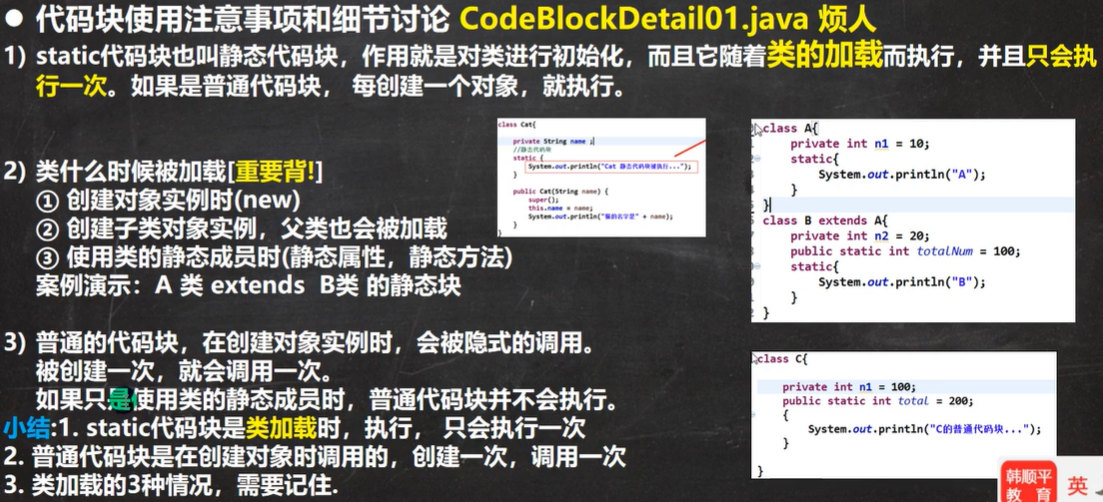 ● 代码块使用注意事项和细节讨论 CodeBlockDetail01.java 烦人
1) static代码块也叫静态代码块，作用就是对类进行初始化，而且它随着类的加载而执行，并且只会执
行一次。如果是普通代码块， 每创建一个对象，就执行。
2) 类什么时候被加载[重要背!]
① 创建对象实例时(new)
② 创建子类对象实例，父类也会被加载
③ 使用类的静态成员时(静态属性，静态方法)
案例演示：A 类 extends B类 的静态块
3) 普通的代码块，在创建对象实例时，会被隐式的调用。
被创建一次，就会调用一次。
如果只是使用类的静态成员时，普通代码块并不会执行。
小结:1. static代码块是类加载时，执行， 只会执行一次
2. 普通代码块是在创建对象时调用的，创建一次，调用一次
3. 类加载的3种情况，需要记住.
class Cat{
private String name ;
//静态代码块
static {
System.out.println("Cat 静态代码块被执行...");
}
public Cat(String name) {
super();
this.name = name;
System.out.println("猫的名字是" + name);
}
}
class A{
private int n1 = 10;
static{
System.out.println("A");
}
}
class B extends A{
private int n2 = 20;
public static int totalNum = 100;
static{
System.out.println("B");
}
}
class C{
private int n1 = 100;
public static int total = 200;
{
System.out.println("C的普通代码块...");
}
}
韩顺平
教 育
英